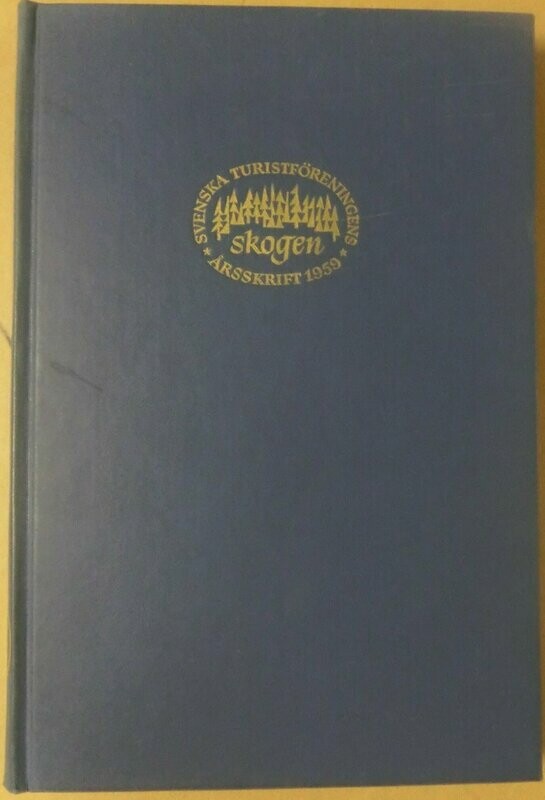 SVENSKA TURISTFÖRENINGENS
skogen
* ÅRSSKRIFT 1959 *